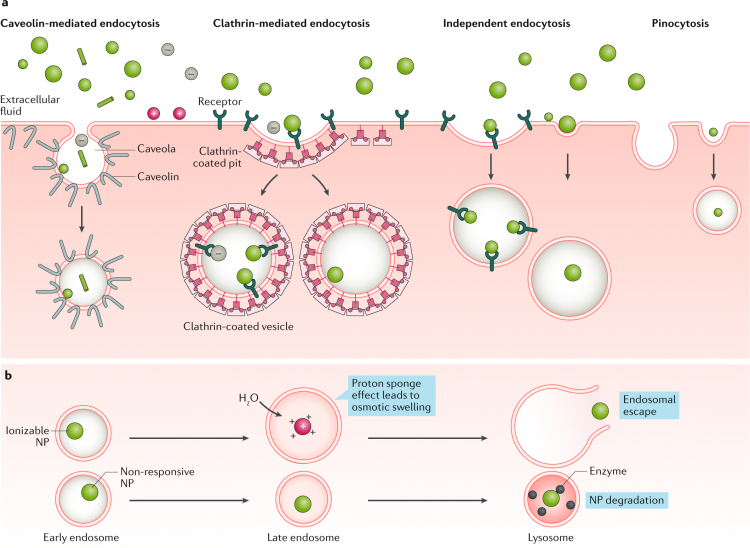 a
Caveolin-mediated endocytosis
Clathrin-mediated endocytosis
Independent endocytosis
Pinocytosis
Extracellular
fluid
Receptor
Caveola
Caveolin
Clathrin-
coated pit
Clathrin-coated vesicle
b
Proton sponge
effect leads to
osmotic swelling
H₂O
Endosomal
escape
Ionizable
NP
Non-responsive
NP
Enzyme
NP degradation
Early endosome
Late endosome
Lysosome